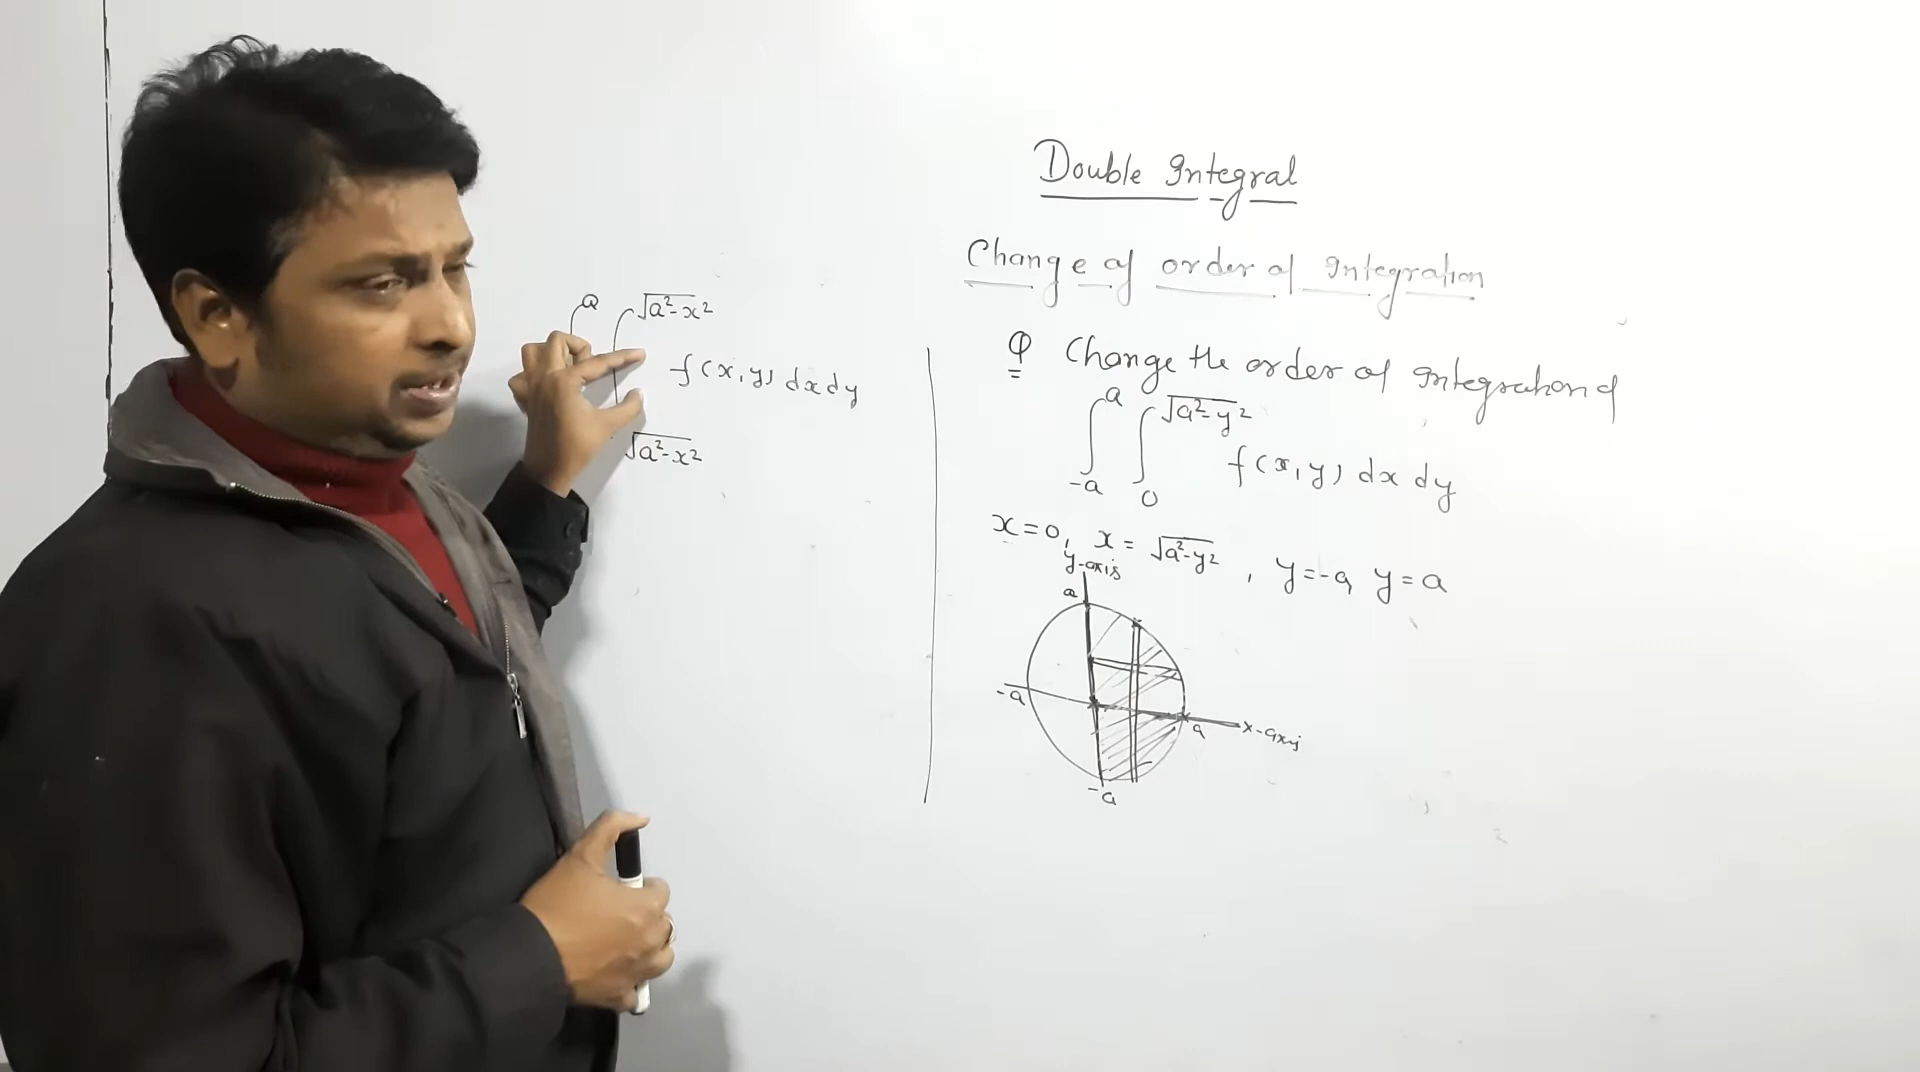 Double Integral
Change of order of Integration
Q Change the order of Integration of
∫_{-a}^{a} ∫_{0}^{√(a²-y²)} f(x,y) dx dy
x=0, x=√(a²-y²), y=-a, y=a
y-axis
a
-a
a
x-axis
-a
a √(a²-x²)
∫ ∫ f(x,y) dx dy
√(a²-x²)